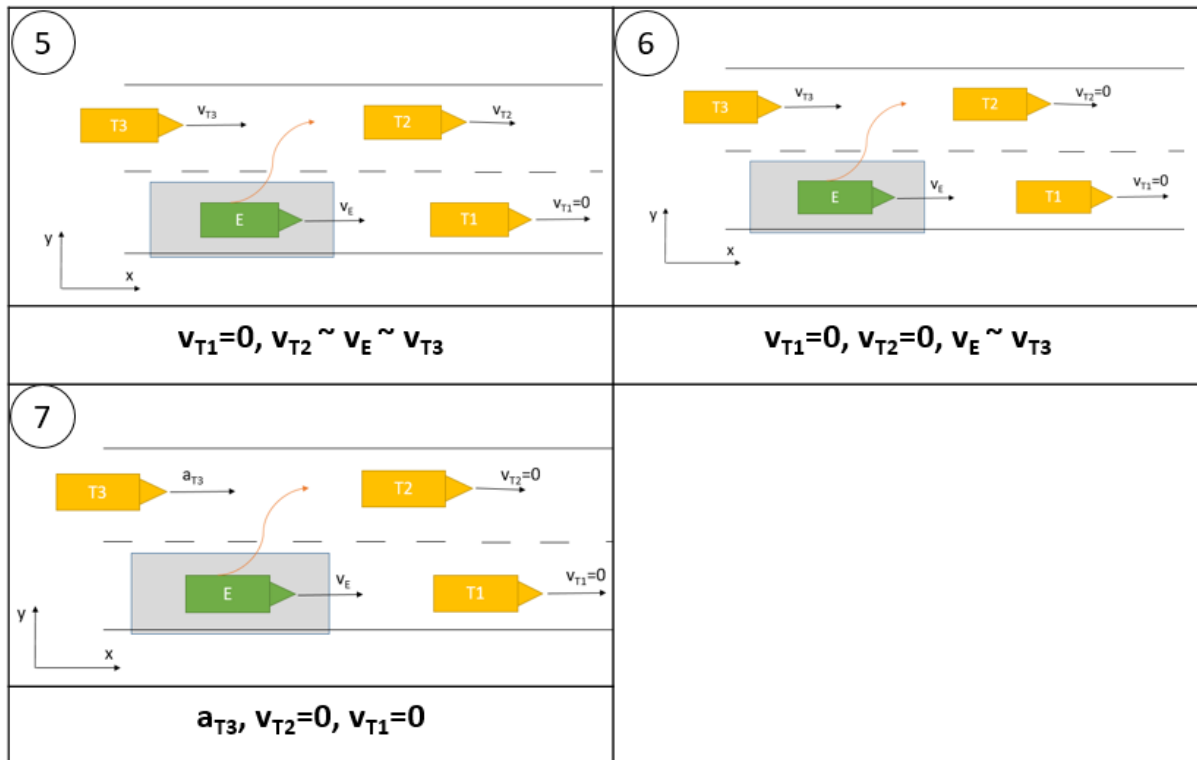 5
T3
vT3
T2
vT2
E
vE
T1
vT1=0
y
x
vT1=0, vT2 ~ vE ~ vT3
6
T3
vT3
T2
vT2=0
E
vE
T1
vT1=0
y
x
vT1=0, vT2=0, vE ~ vT3
7
T3
aT3
T2
vT2=0
E
vE
T1
vT1=0
y
x
aT3, vT2=0, vT1=0